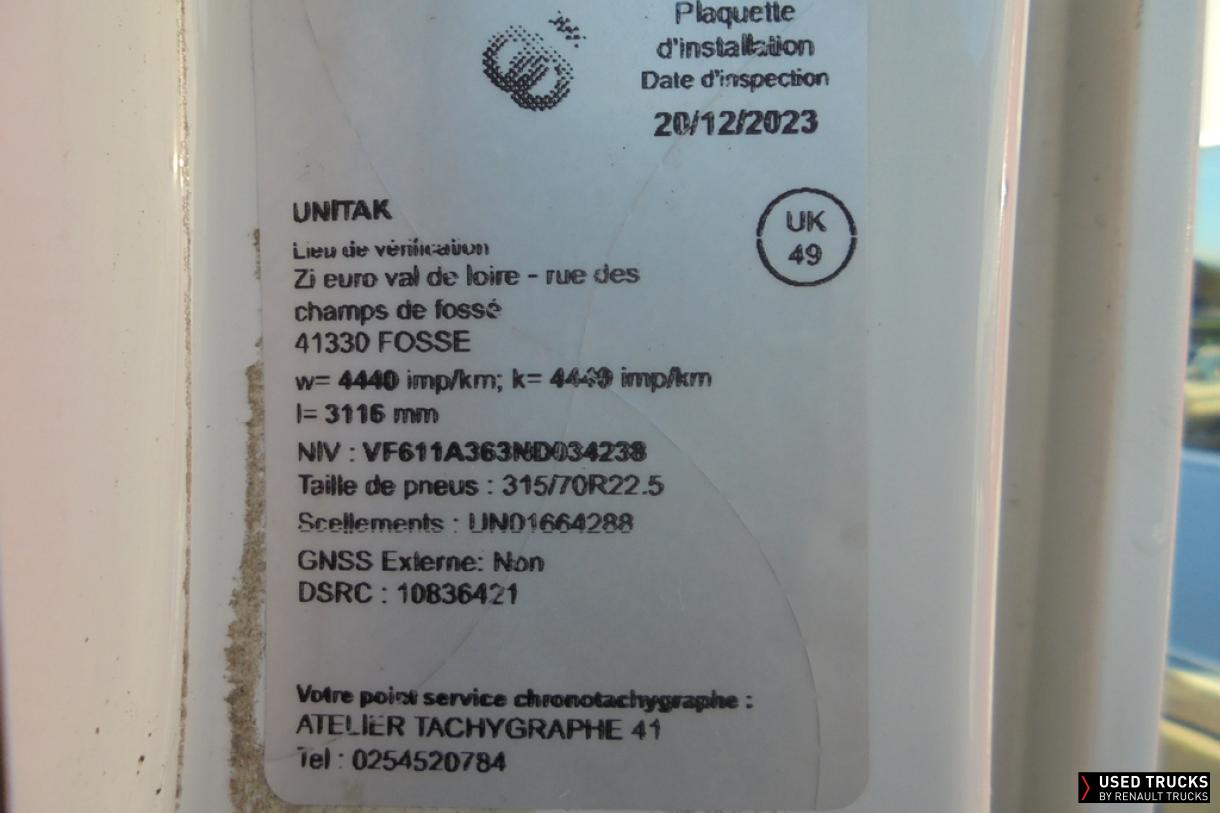 Plaquette
d'installation
Date d'inspection
20/12/2023
UNITAK
UK
49
Lieu de vérification
Zi euro val de loire - rue des
champs de fossé
41330 FOSSE
w= 4440 imp/km; k= 4440 imp/km
l= 3116 mm
NIV : VF611A363ND034238
Taille de pneus : 315/70R22.5
Scellements : UN01664288
GNSS Externe: Non
DSRC : 10836421
Votre point service chronotachygraphe :
ATELIER TACHYGRAPHE 41
Tel : 0254520784
USED TRUCKS
BY RENAULT TRUCKS